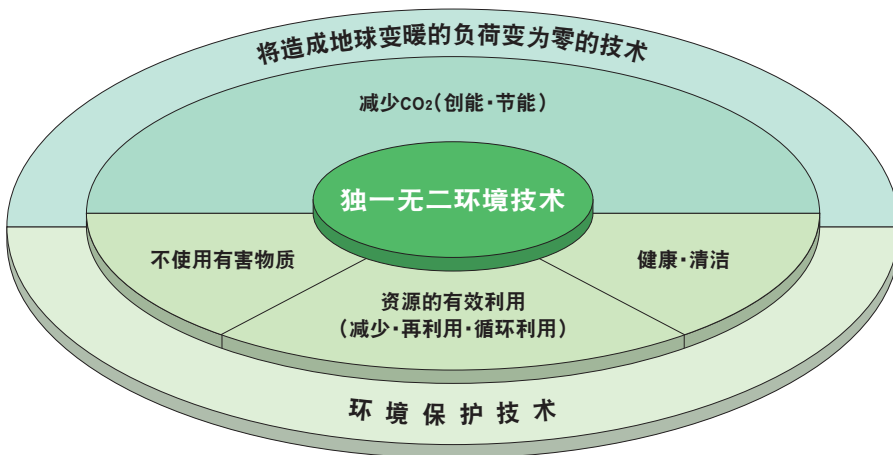 将造成地球变暖的负荷变为零的技术
减少CO₂(创能·节能)
独一无二环境技术
不使用有害物质
健康·清洁
资源的有效利用
(减少·再利用·循环利用)
环境保护技术